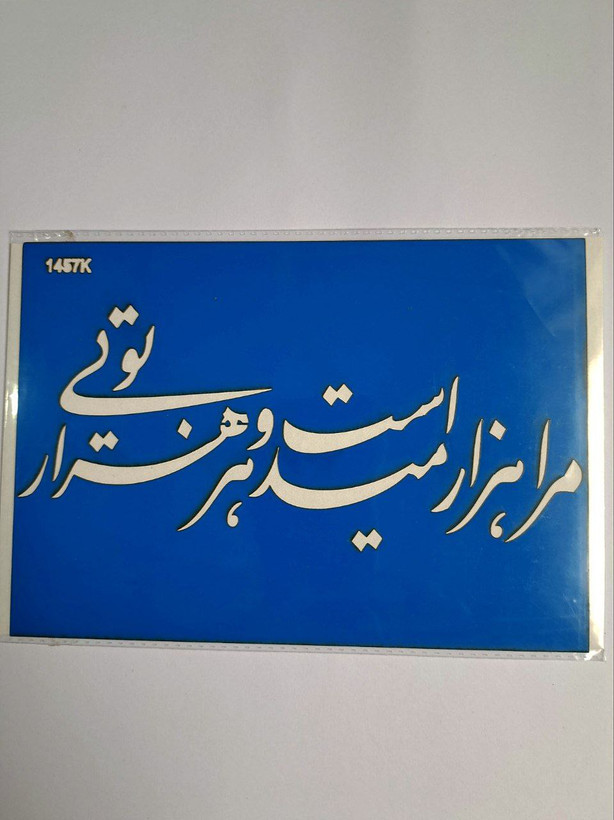 1457K
مرا هزار امید است و هر هزار تویی